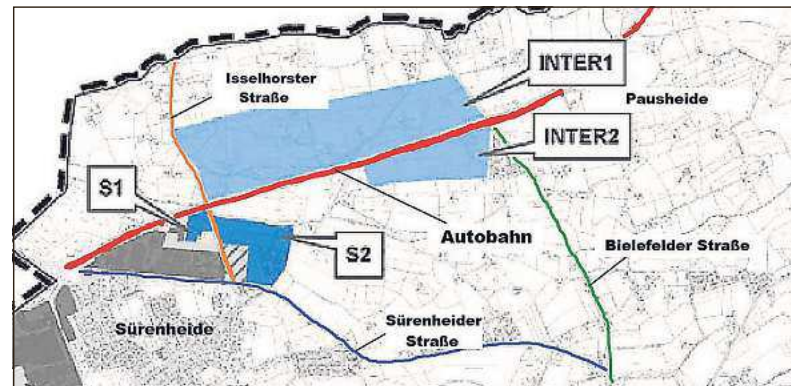 INTER1
Isselhorster
Straße
Pausheide
INTER2
S1
Autobahn
Bielefelder Straße
S2
Sürenheide
Sürenheider
Straße